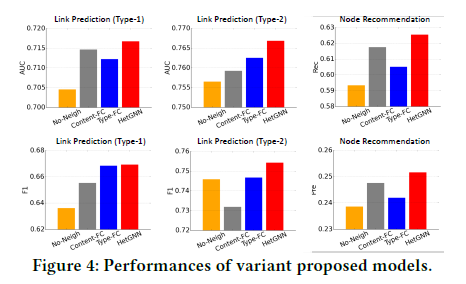 Link Prediction (Type-1)
Link Prediction (Type-2)
Node Recommendation
AUC
0.720
0.715
0.710
0.705
0.700
No-Neigh
Content-FC
Type-FC
HetGNN
AUC
0.770
0.765
0.760
0.755
0.750
No-Neigh
Content-FC
Type-FC
HetGNN
Rec
0.63
0.62
0.61
0.60
0.59
0.58
No-Neigh
Content-FC
Type-FC
HetGNN
Link Prediction (Type-1)
Link Prediction (Type-2)
Node Recommendation
F1
0.68
0.66
0.64
0.62
No-Neigh
Content-FC
Type-FC
HetGNN
F1
0.76
0.74
0.73
0.72
No-Neigh
Content-FC
Type-FC
HetGNN
Pre
0.26
0.25
0.24
0.23
No-Neigh
Content-FC
Type-FC
HetGNN
Figure 4: Performances of variant proposed models.